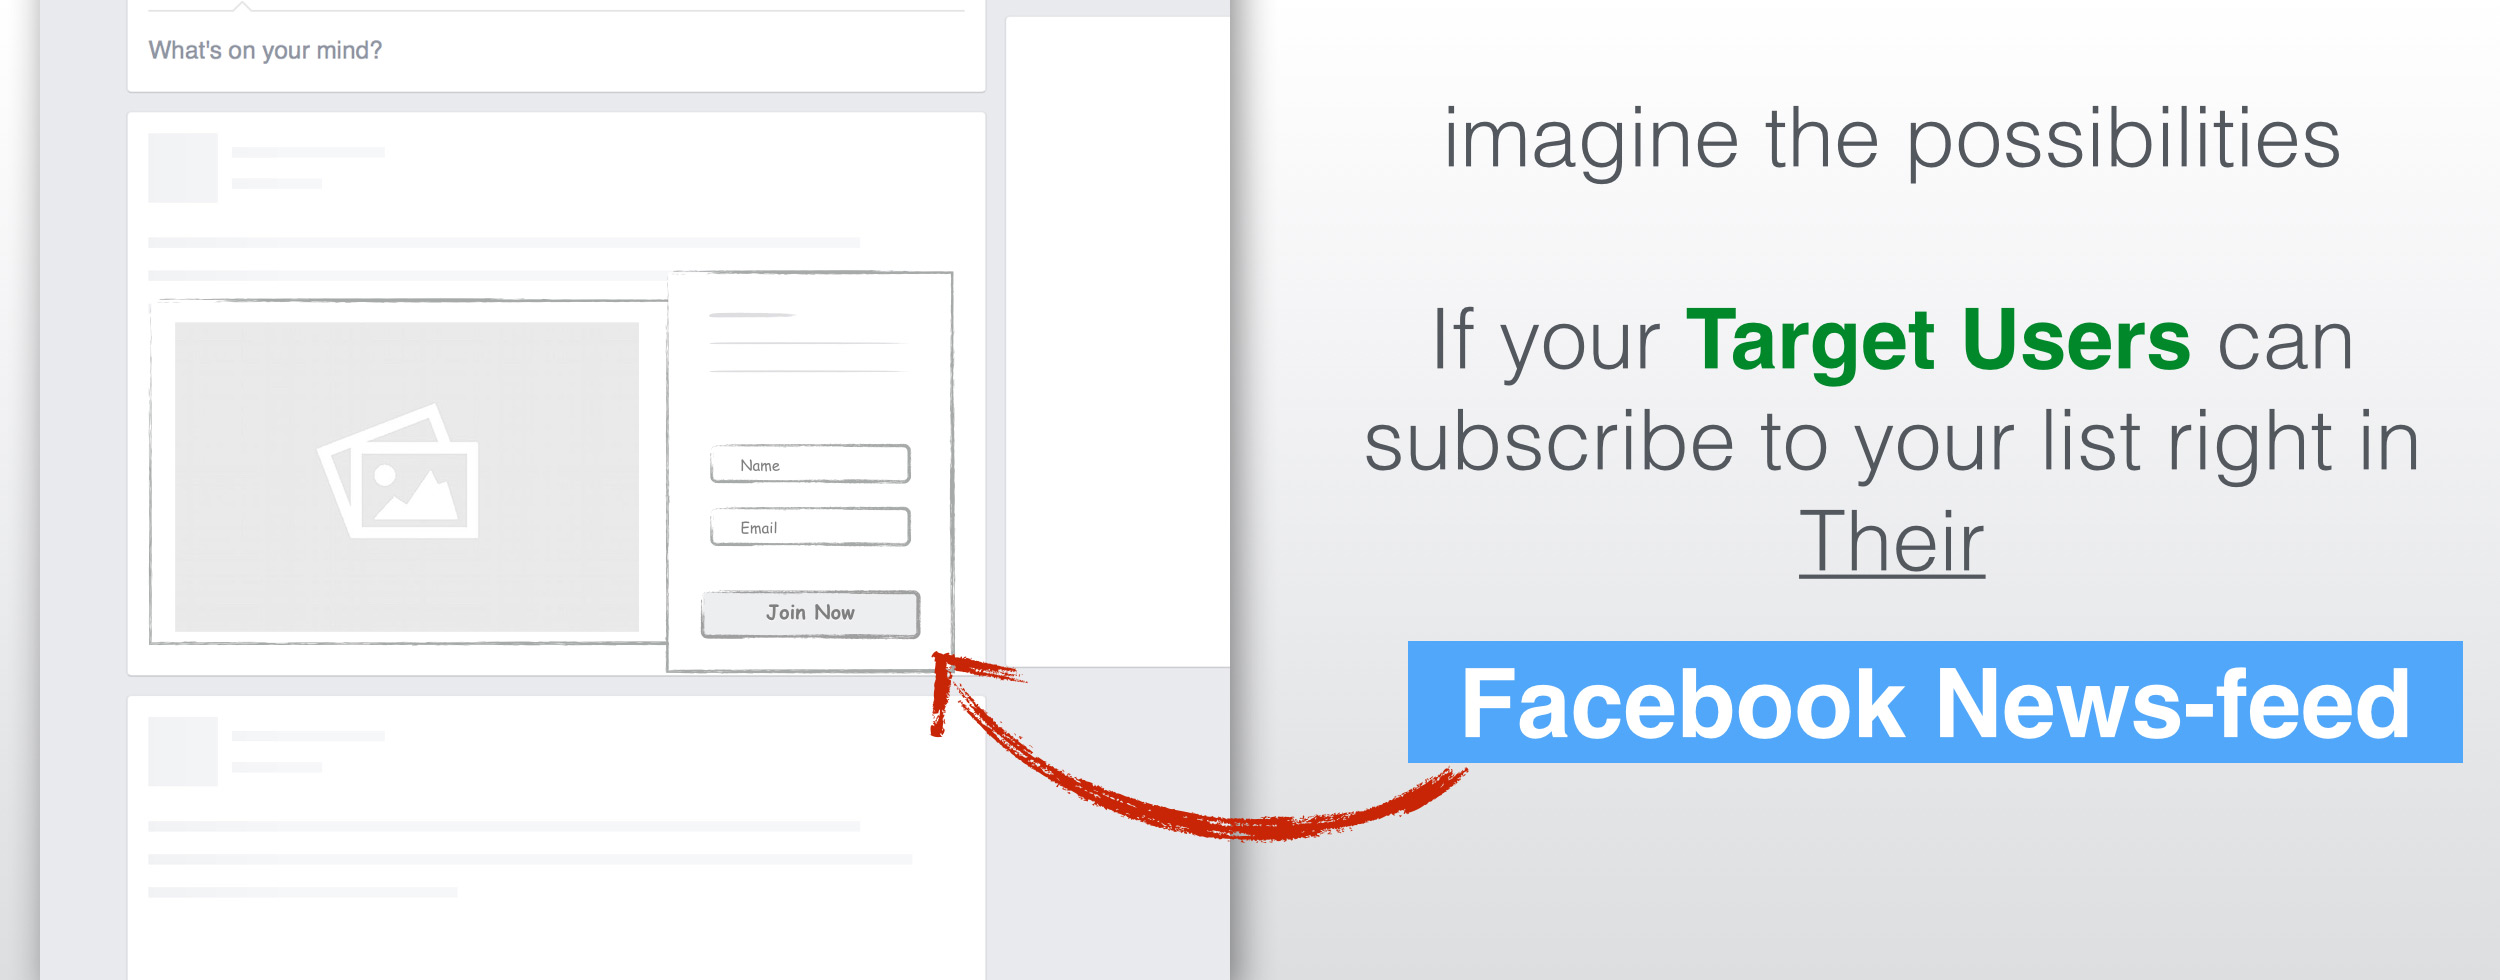 What's on your mind?
Name
Email
Join Now
imagine the possibilities
If your Target Users can
subscribe to your list right in
Their
Facebook News-feed